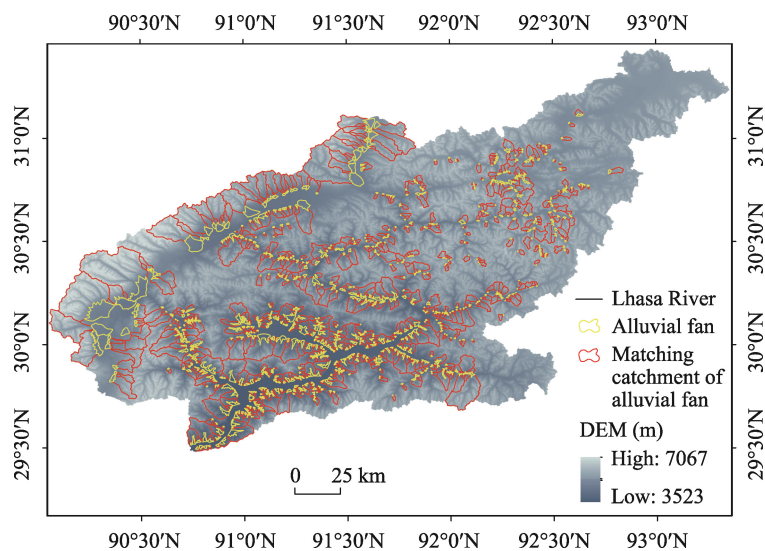 90°30′N 91°0′N 91°30′N 92°0′N 92°30′N 93°0′N
31°0′N
30°30′N
30°0′N
29°30′N
31°0′N
30°30′N
30°0′N
29°30′N
Lhasa River
Alluvial fan
Matching
catchment of
alluvial fan
DEM (m)
High: 7067
Low: 3523
0 25 km
90°30′N 91°0′N 91°30′N 92°0′N 92°30′N 93°0′N